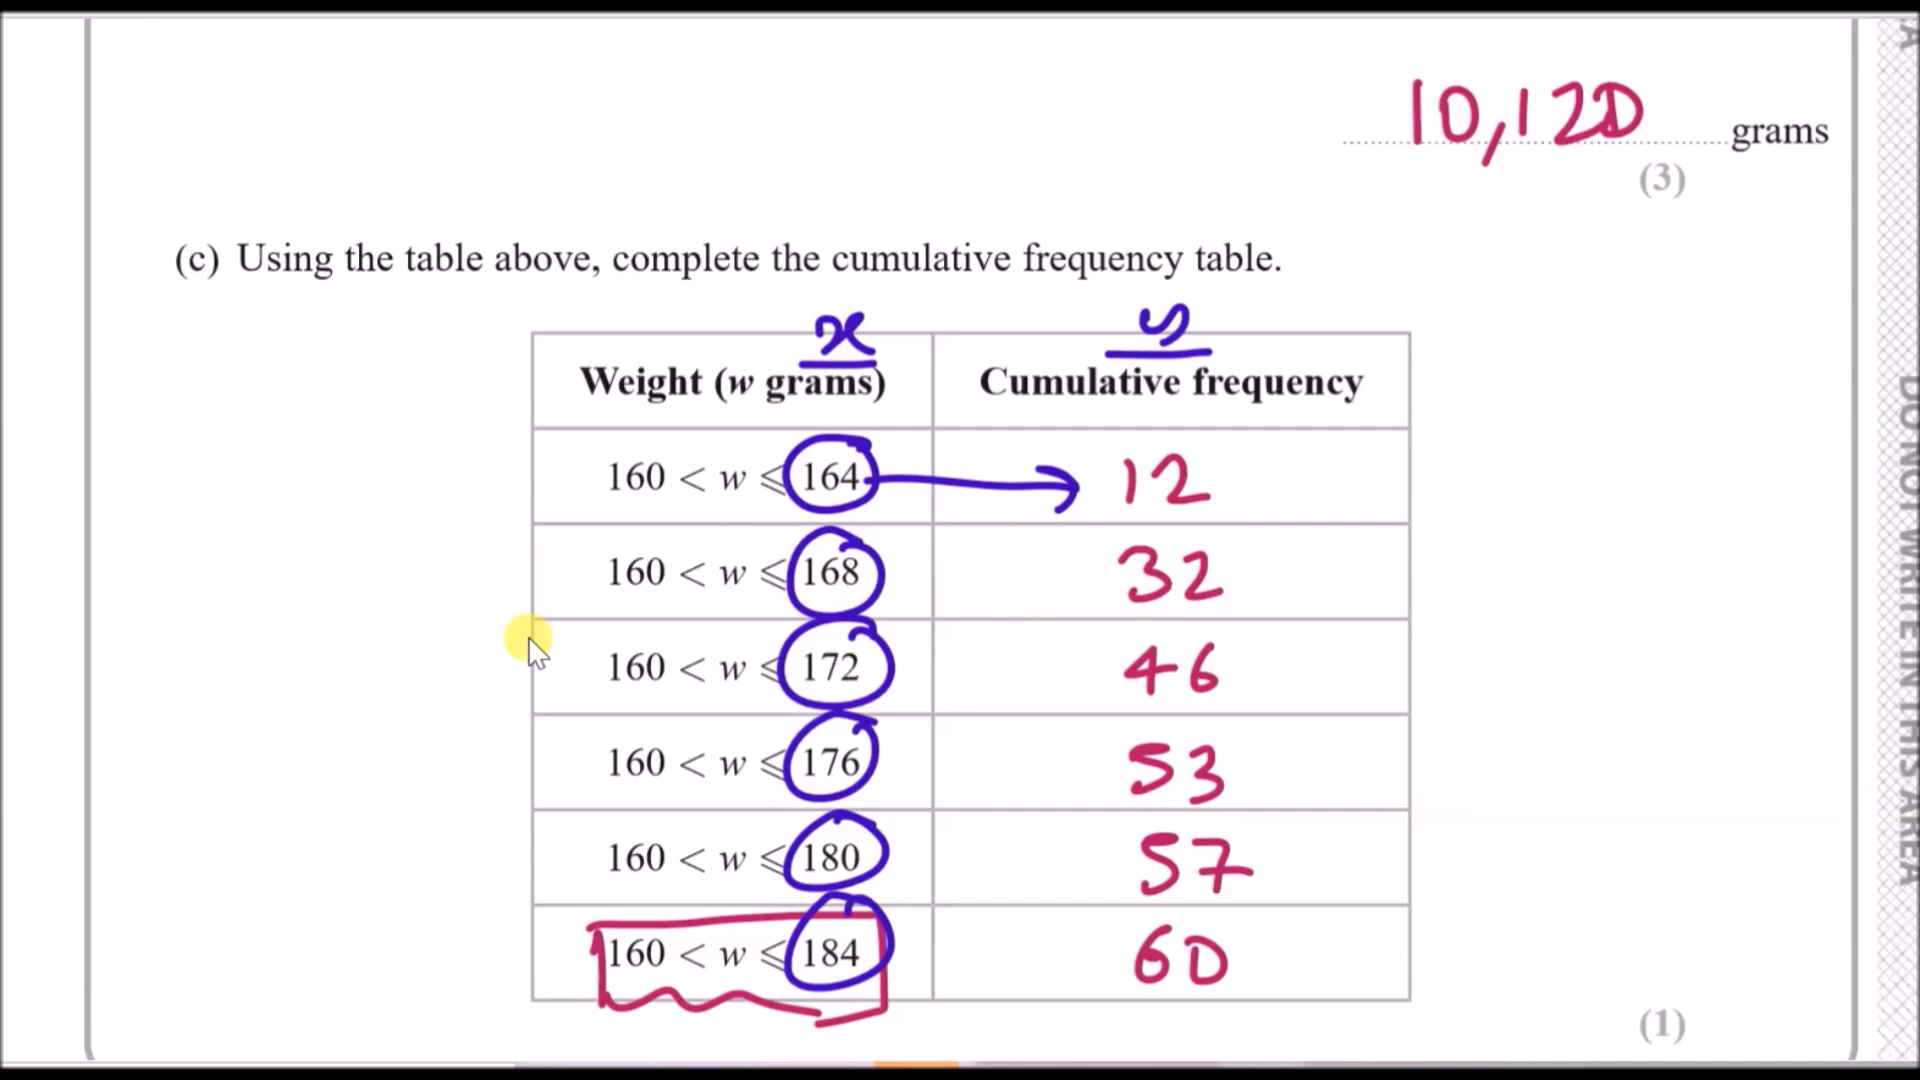 10,120 grams
(3)
(c) Using the table above, complete the cumulative frequency table.
x y
Weight (w grams) Cumulative frequency
160 < w ⩽ 164 12
160 < w ⩽ 168 32
160 < w ⩽ 172 46
160 < w ⩽ 176 53
160 < w ⩽ 180 57
160 < w ⩽ 184 60
(1)
A
DO NOT WRITE IN THIS AREA